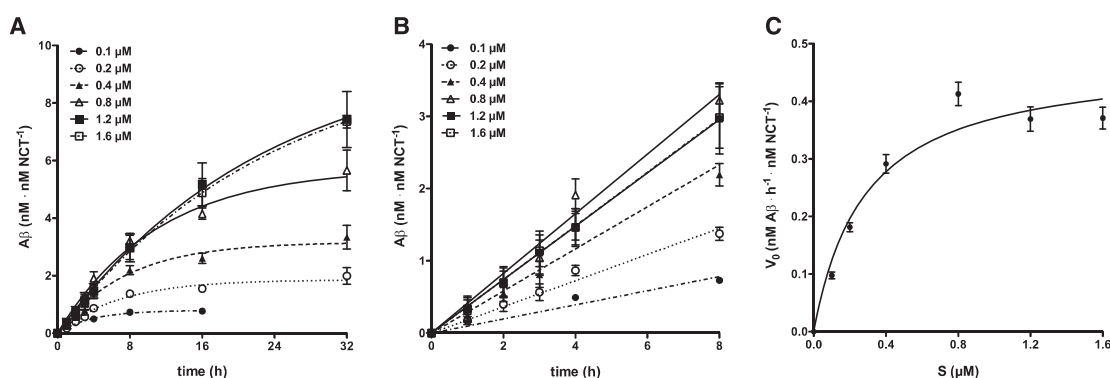 A
10
8
6
4
2
0
Aβ (nM · nM NCT⁻¹)
0
8
16
24
32
time (h)
0.1 µM
0.2 µM
0.4 µM
0.8 µM
1.2 µM
1.6 µM
B
4
3
2
1
0
Aβ (nM · nM NCT⁻¹)
0
2
4
6
8
time (h)
0.1 µM
0.2 µM
0.4 µM
0.8 µM
1.2 µM
1.6 µM
C
0.5
0.4
0.3
0.2
0.1
0.0
V₀ (nM Aβ · h⁻¹ · nM NCT⁻¹)
0.0
0.4
0.8
1.2
1.6
S (µM)